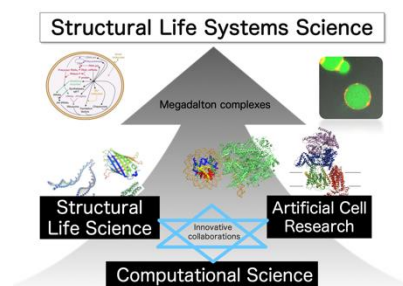 Structural Life Systems Science
Megadalton complexes
Structural
Life Science
Innovative
collaborations
Artificial Cell
Research
Computational Science